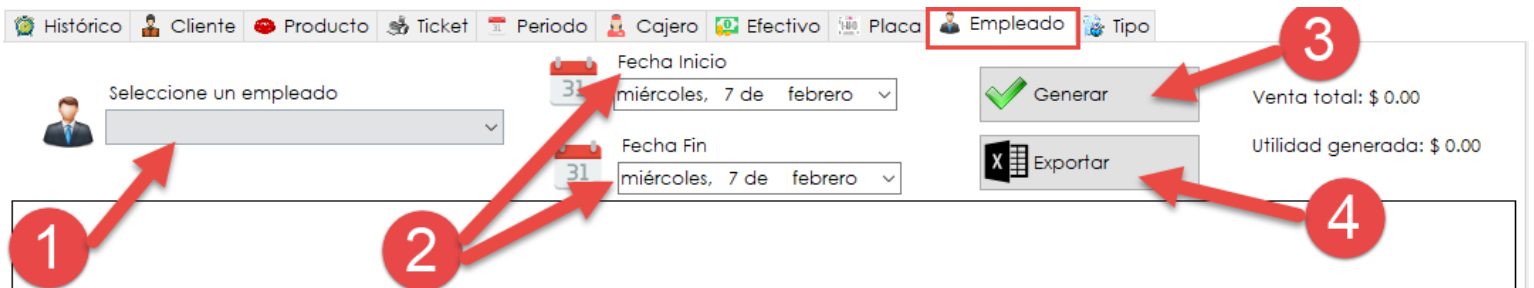 Histórico Cliente Producto Ticket Periodo Cajero Efectivo Placa Empleado Tipo
Seleccione un empleado
Fecha Inicio
31
miércoles, 7 de febrero
Fecha Fin
31
miércoles, 7 de febrero
Generar
Exportar
Venta total: $ 0.00
Utilidad generada: $ 0.00
1
2
3
4